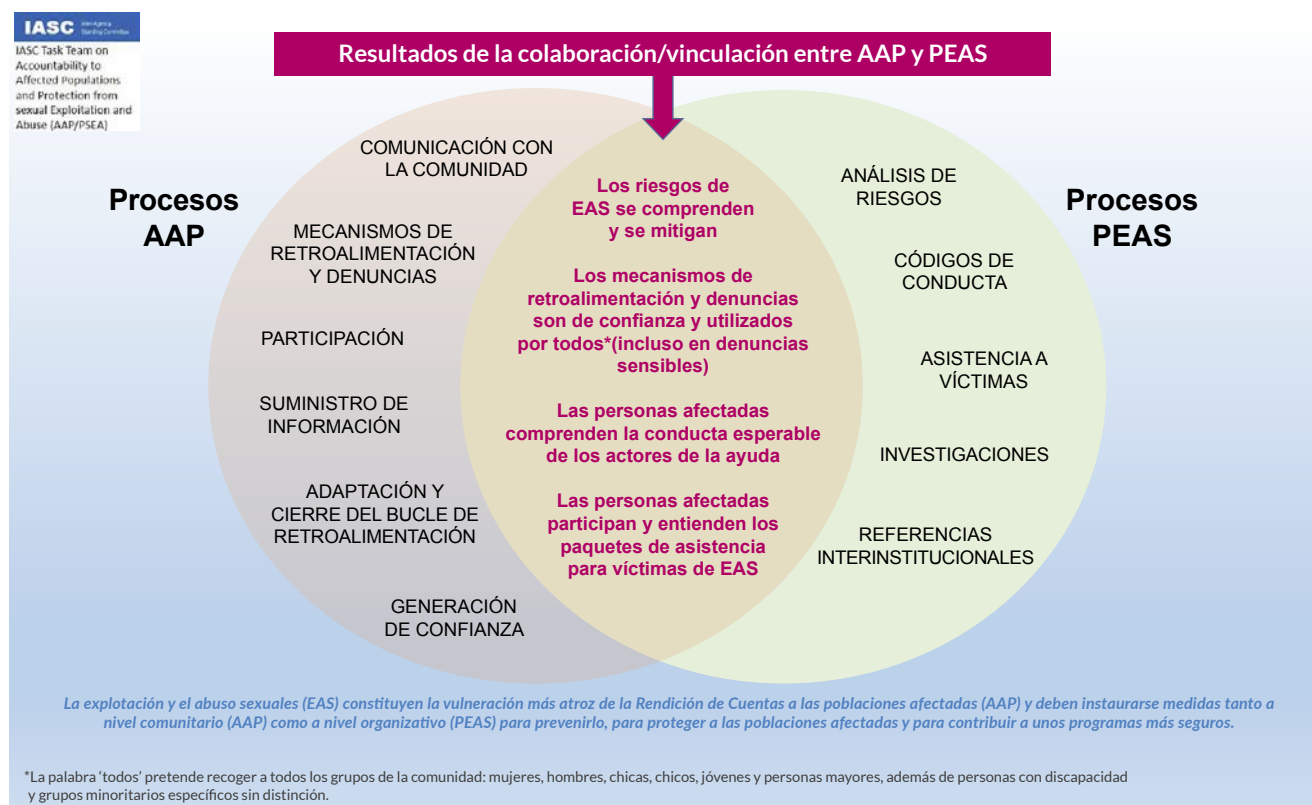 IASC Inter-Agency
Standing Committee
IASC Task Team on
Accountability to
Affected Populations
and Protection from
sexual Exploitation and
Abuse (AAP/PSEA)
Resultados de la colaboración/vinculación entre AAP y PEAS
Procesos
AAP
COMUNICACIÓN CON
LA COMUNIDAD
MECANISMOS DE
RETROALIMENTACIÓN
Y DENUNCIAS
PARTICIPACIÓN
SUMINISTRO DE
INFORMACIÓN
ADAPTACIÓN Y
CIERRE DEL BUCLE DE
RETROALIMENTACIÓN
GENERACIÓN
DE CONFIANZA
Los riesgos de
EAS se comprenden
y se mitigan
Los mecanismos de
retroalimentación y denuncias
son de confianza y utilizados
por todos*(incluso en denuncias
sensibles)
Las personas afectadas
comprenden la conducta esperable
de los actores de la ayuda
Las personas afectadas
participan y entienden los
paquetes de asistencia
para víctimas de EAS
Procesos
PEAS
ANÁLISIS DE
RIESGOS
CÓDIGOS DE
CONDUCTA
ASISTENCIA A
VÍCTIMAS
INVESTIGACIONES
REFERENCIAS
INTERINSTITUCIONALES
La explotación y el abuso sexuales (EAS) constituyen la vulneración más atroz de la Rendición de Cuentas a las poblaciones afectadas (AAP) y deben instaurarse medidas tanto a
nivel comunitario (AAP) como a nivel organizativo (PEAS) para prevenirlo, para proteger a las poblaciones afectadas y para contribuir a unos programas más seguros.
*La palabra ‘todos’ pretende recoger a todos los grupos de la comunidad: mujeres, hombres, chicas, chicos, jóvenes y personas mayores, además de personas con discapacidad
y grupos minoritarios específicos sin distinción.